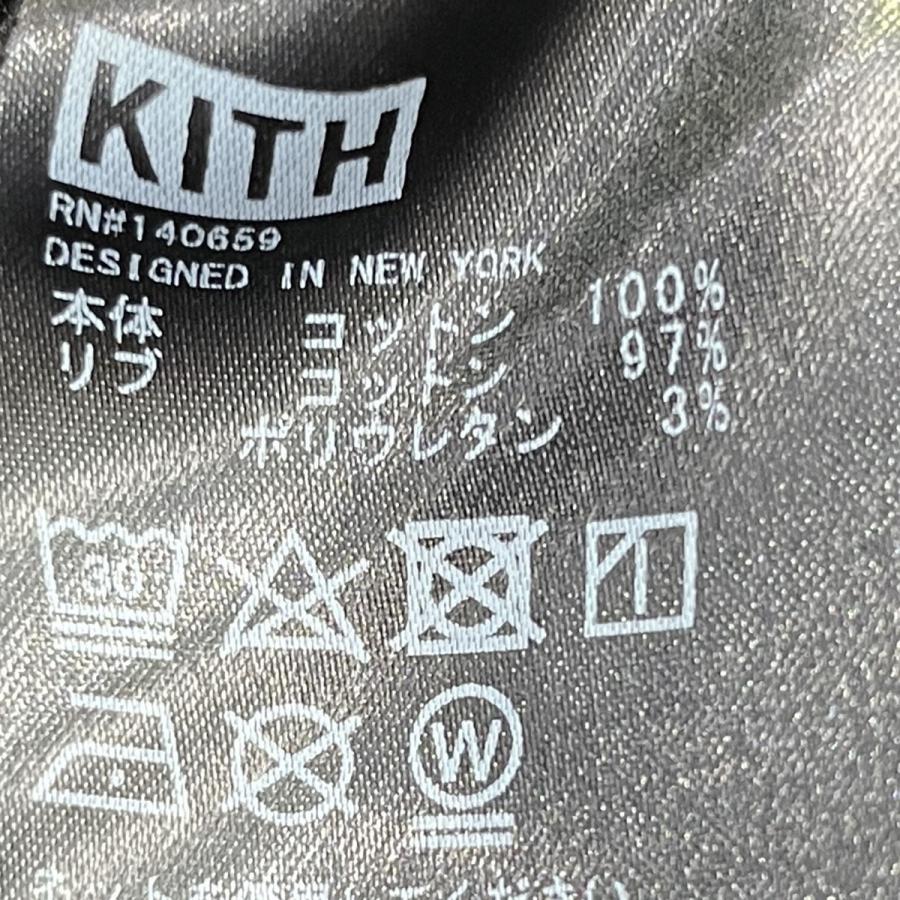 KITH
RN#140659
DESIGNED IN NEW YORK
本体 コットン 100%
リブ コットン 97%
ポリウレタン 3%
30
W